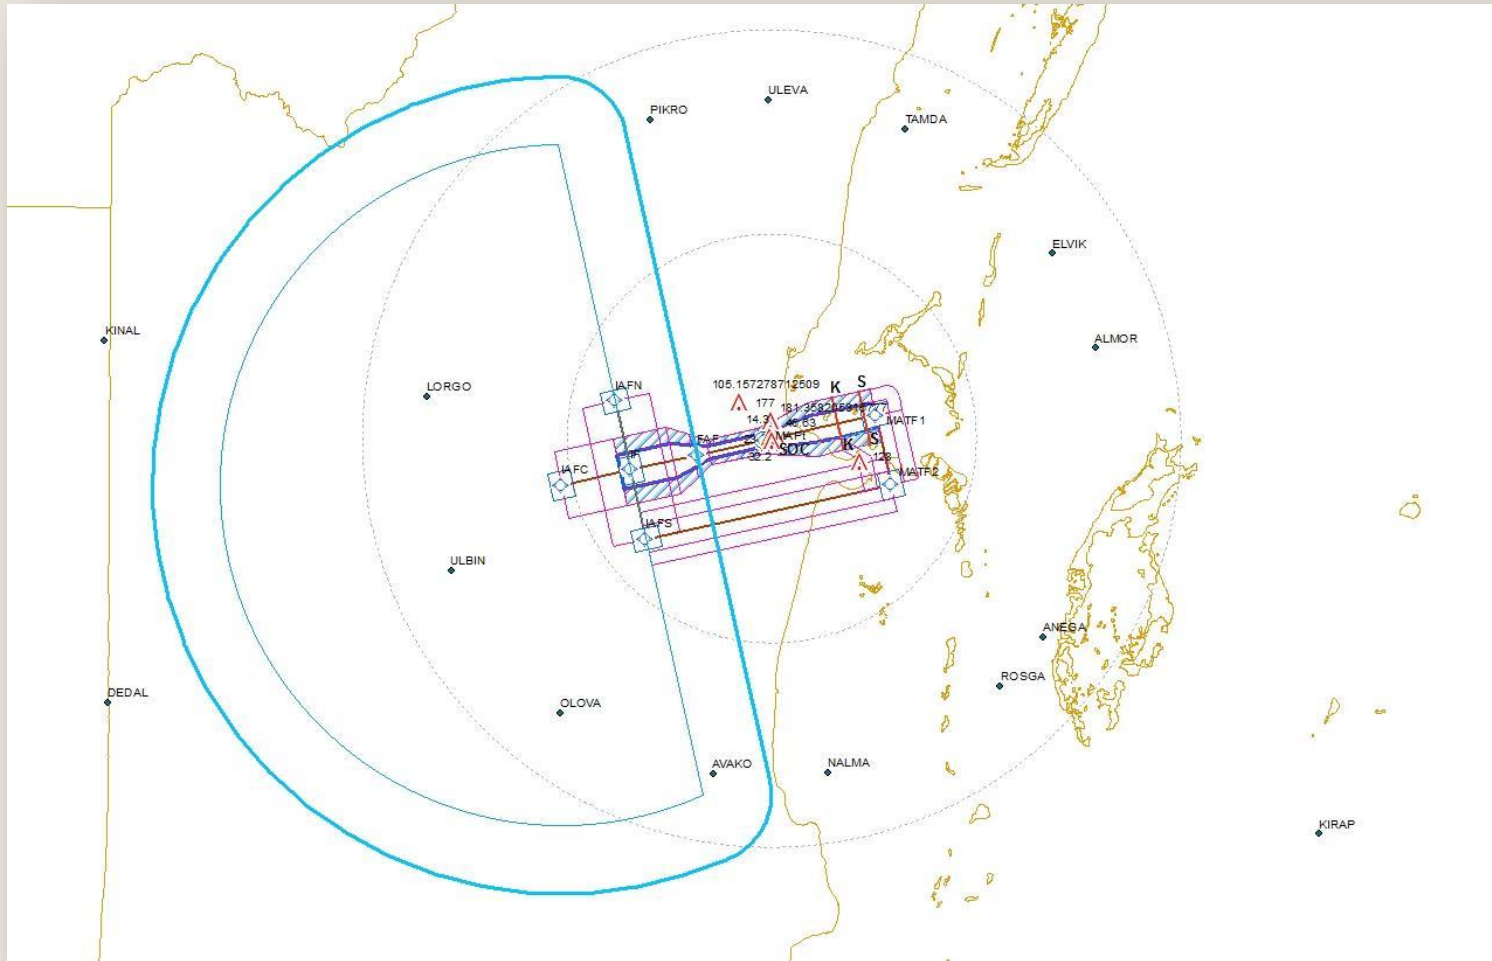 ULEVA
PIKRO
TAMDA
ELVIK
KINAL
ALMOR
LORGO
IAFN
105.157278712509
K
S
177
14.3
MATF1
FAF
MAPt
SOC
K
S
32.2
128
IF
IAFC
MATF2
IAFS
ULBIN
ANEGA
ROSGA
DEDAL
OLOVA
AVAKO
NALMA
KIRAP